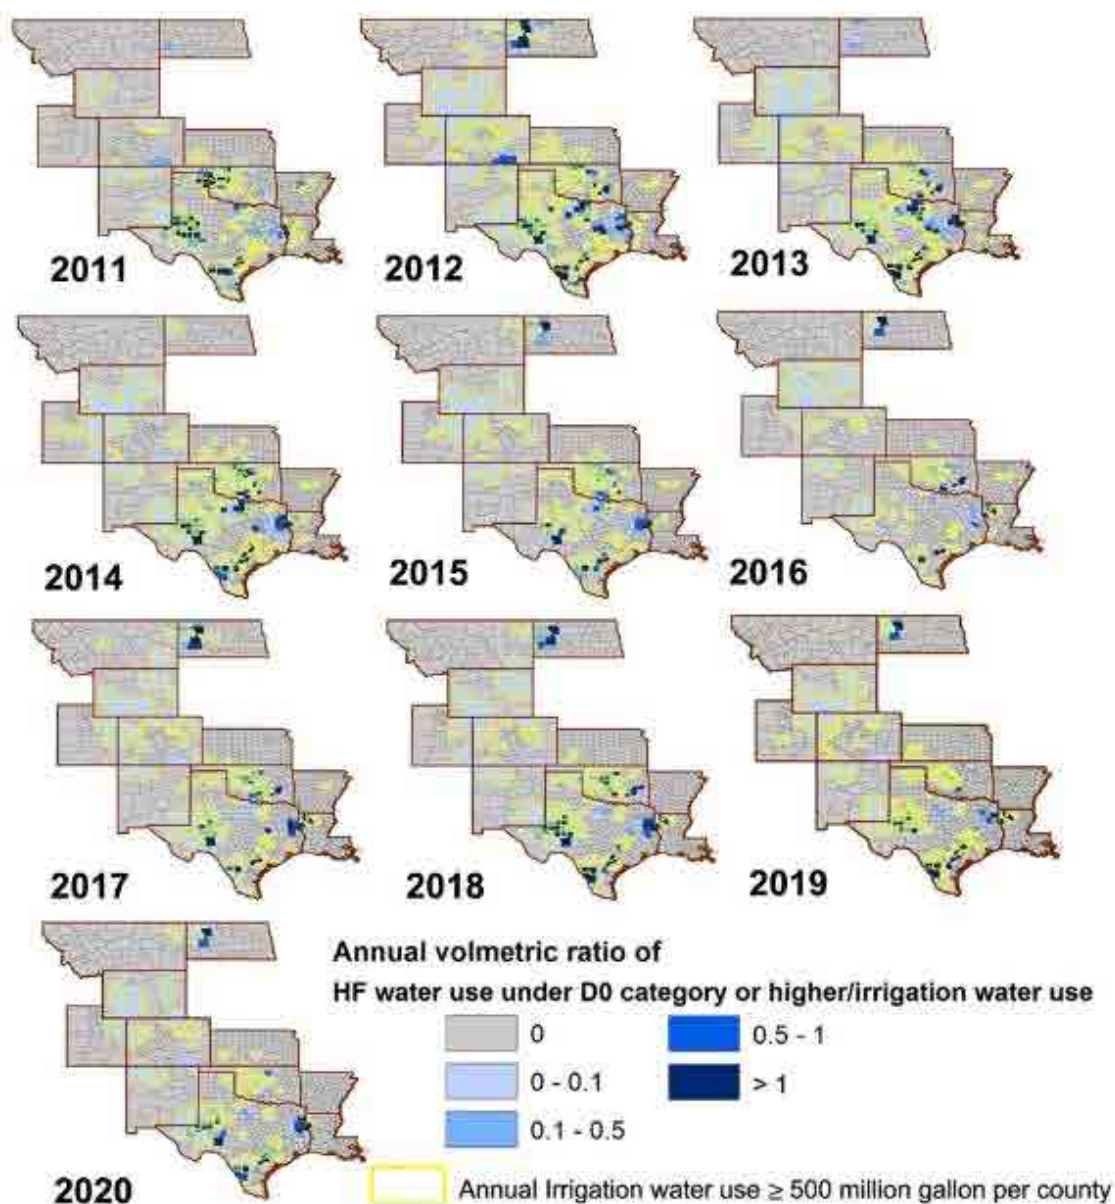 2011
2012
2013
2014
2015
2016
2017
2018
2019
2020
Annual volmetric ratio of
HF water use under D0 category or higher/irrigation water use
0
0 - 0.1
0.1 - 0.5
0.5 - 1
> 1
Annual Irrigation water use ≥ 500 million gallon per county